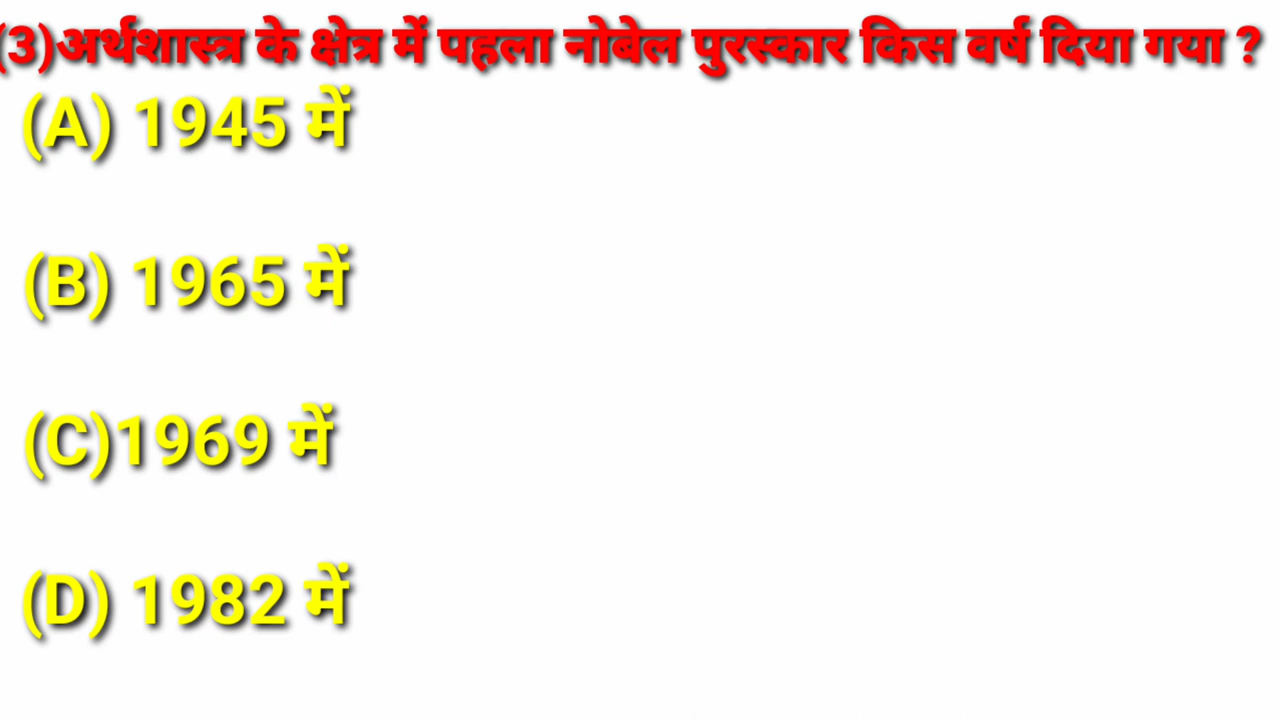 (3)अर्थशास्त्र के क्षेत्र में पहला नोबेल पुरस्कार किस वर्ष दिया गया ?
(A) 1945 में
(B) 1965 में
(C)1969 में
(D) 1982 में